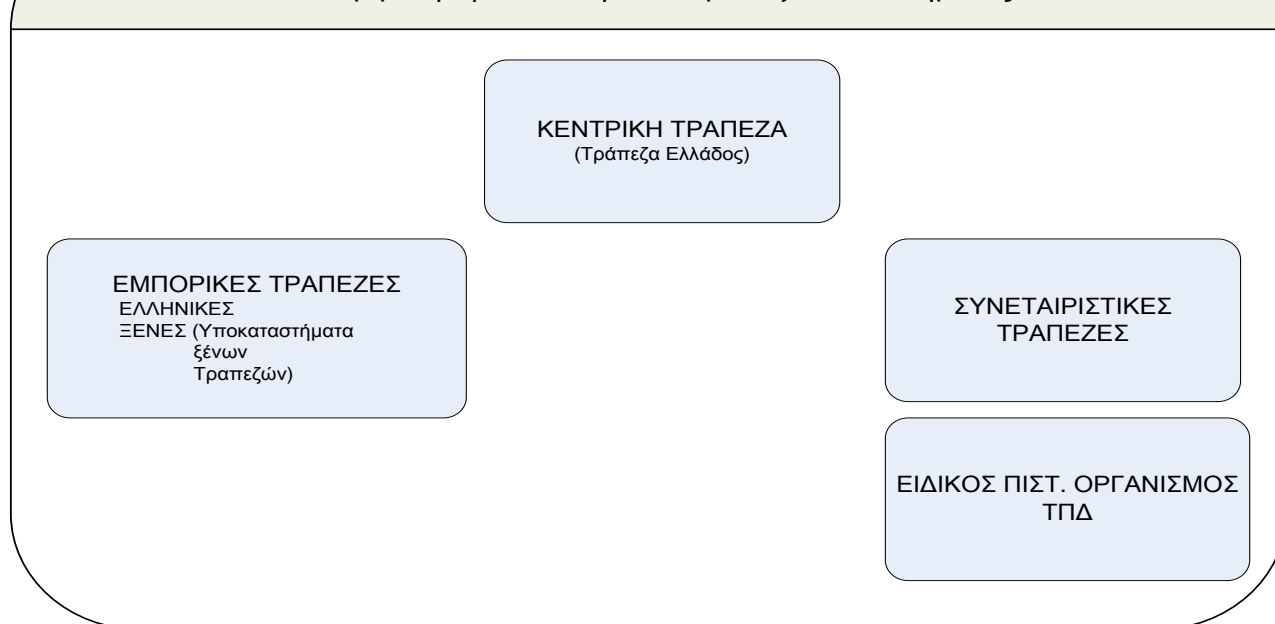 ΚΕΝΤΡΙΚΗ ΤΡΑΠΕΖΑ
(Τράπεζα Ελλάδος)
ΕΜΠΟΡΙΚΕΣ ΤΡΑΠΕΖΕΣ
ΕΛΛΗΝΙΚΕΣ
ΞΕΝΕΣ (Υποκαταστήματα
ξένων
Τραπεζών)
ΣΥΝΕΤΑΙΡΙΣΤΙΚΕΣ
ΤΡΑΠΕΖΕΣ
ΕΙΔΙΚΟΣ ΠΙΣΤ. ΟΡΓΑΝΙΣΜΟΣ
ΤΠΔ